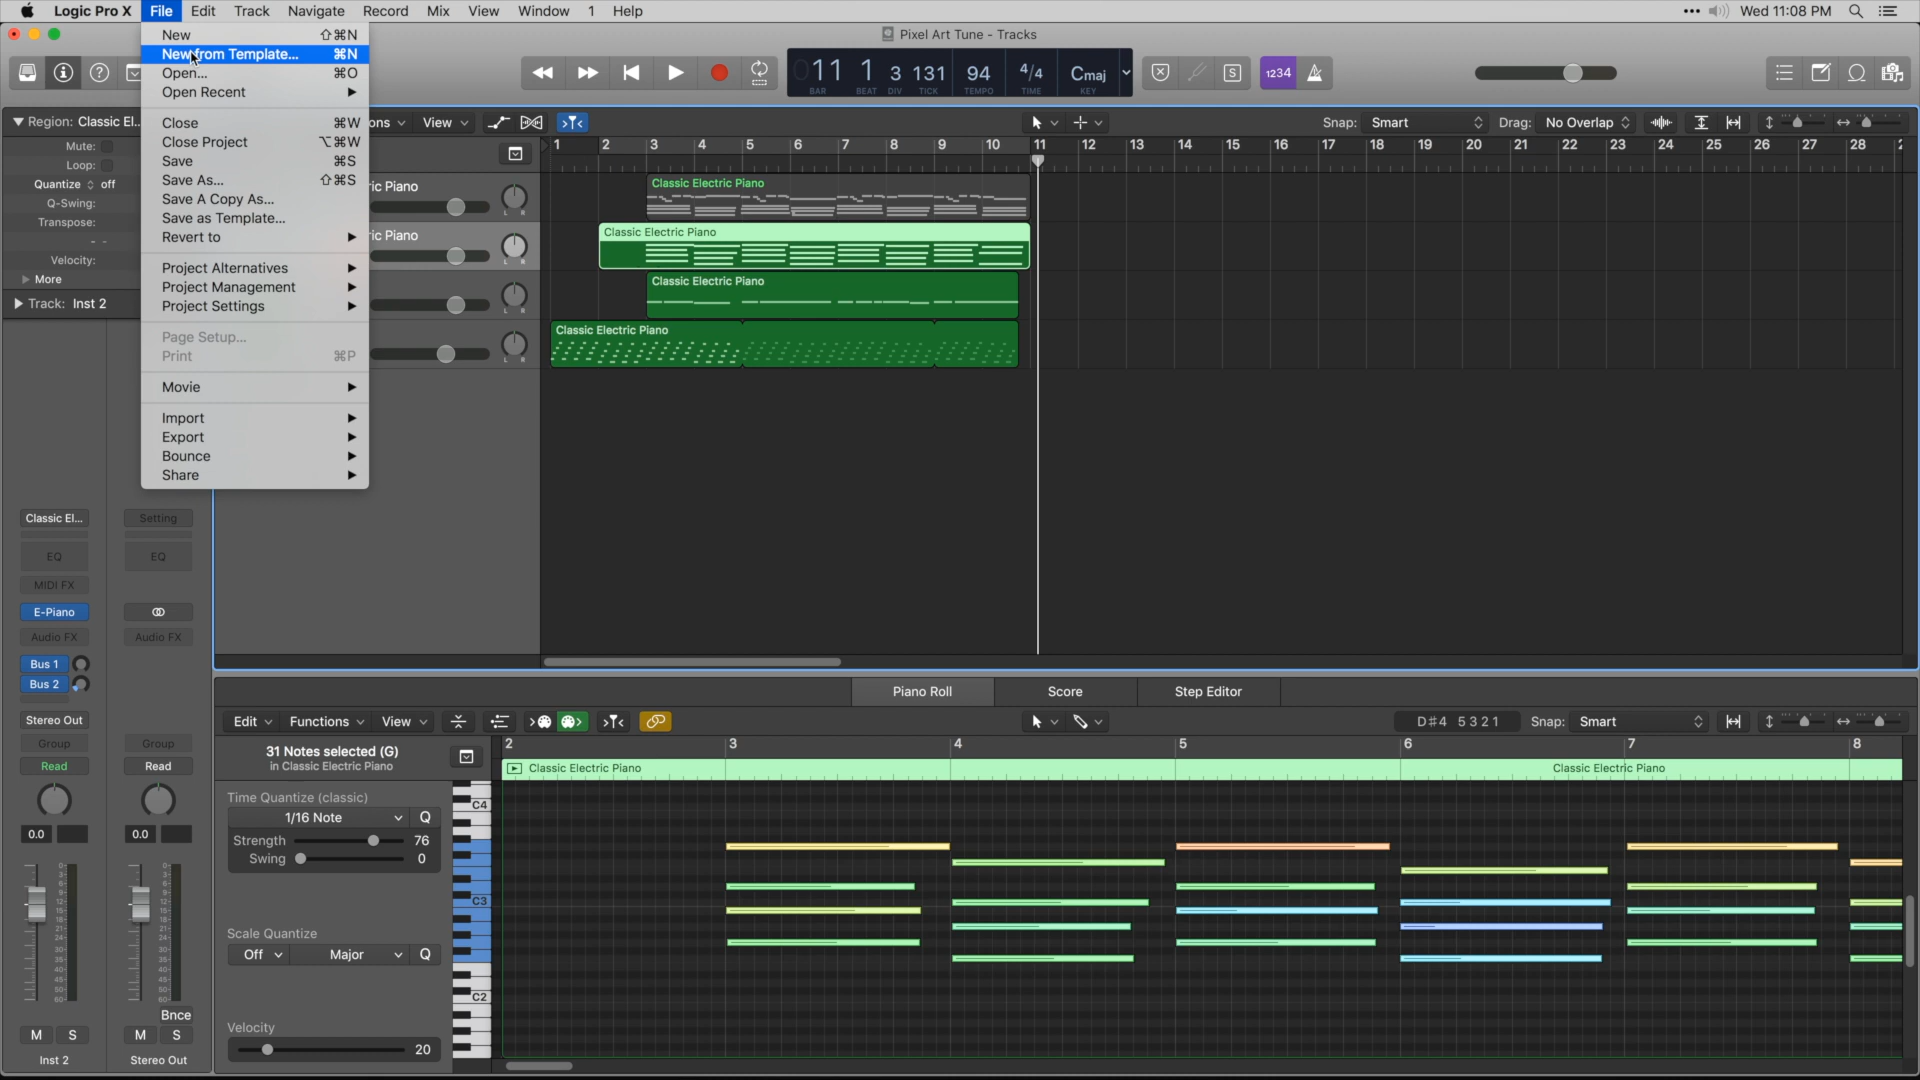 Logic Pro X File Edit Track Navigate Record Mix View Window 1 Help
Wed 11:08 PM
Pixel Art Tune - Tracks
New ⇧⌘N
New from Template... ⌘N
Open... ⌘O
Open Recent
Close ⌘W
Close Project ⌥⌘W
Save ⌘S
Save As... ⇧⌘S
Save A Copy As...
Save as Template...
Revert to
Project Alternatives
Project Management
Project Settings
Page Setup...
Print ⌘P
Movie
Import
Export
Bounce
Share
011 1 3 131 94 4/4 Cmaj
BAR BEAT DIV TICK TEMPO TIME KEY
S 1234
Region: Classic El...
Mute:
Loop:
Quantize off
Q-Swing:
Transpose:
- -
Velocity:
More
Track: Inst 2
ons View
Snap: Smart Drag: No Overlap
1 2 3 4 5 6 7 8 9 10 11 12 13 14 15 16 17 18 19 20 21 22 23 24 25 26 27 28
ic Piano
L R
Classic Electric Piano
ic Piano
L R
Classic Electric Piano
L R
Classic Electric Piano
L R
Classic Electric Piano
Classic El... Setting
EQ EQ
MIDI FX
E-Piano
Audio FX Audio FX
Bus 1
Bus 2
Stereo Out
Group Group
Read Read
0.0 0.0
Bnce
M S M S
Inst 2 Stereo Out
Piano Roll Score Step Editor
Edit Functions View
D♯4 5 3 2 1 Snap: Smart
31 Notes selected (G)
in Classic Electric Piano
2 3 4 5 6 7 8
Classic Electric Piano Classic Electric Piano
Time Quantize (classic)
1/16 Note Q
Strength 76
Swing 0
Scale Quantize
Off Major Q
Velocity
20
C4
C3
C2